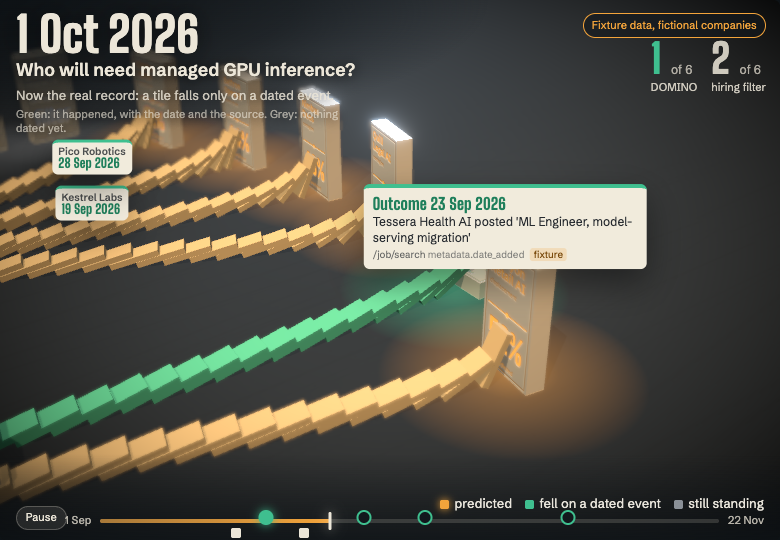 1 Oct 2026
Fixture data, fictional companies
Who will need managed GPU inference?
1 of 6
DOMINO
2 of 6
hiring filter
Now the real record: a tile falls only on a dated event.
Green: it happened, with the date and the source. Grey: nothing
dated yet.
Pico Robotics
28 Sep 2026
Kestrel Labs
19 Sep 2026
Outcome 23 Sep 2026
Tessera Health AI posted 'ML Engineer, model-
serving migration'
/job/search metadata.date_added fixture
predicted
fell on a dated event
still standing
Pause
1 Sep
22 Nov